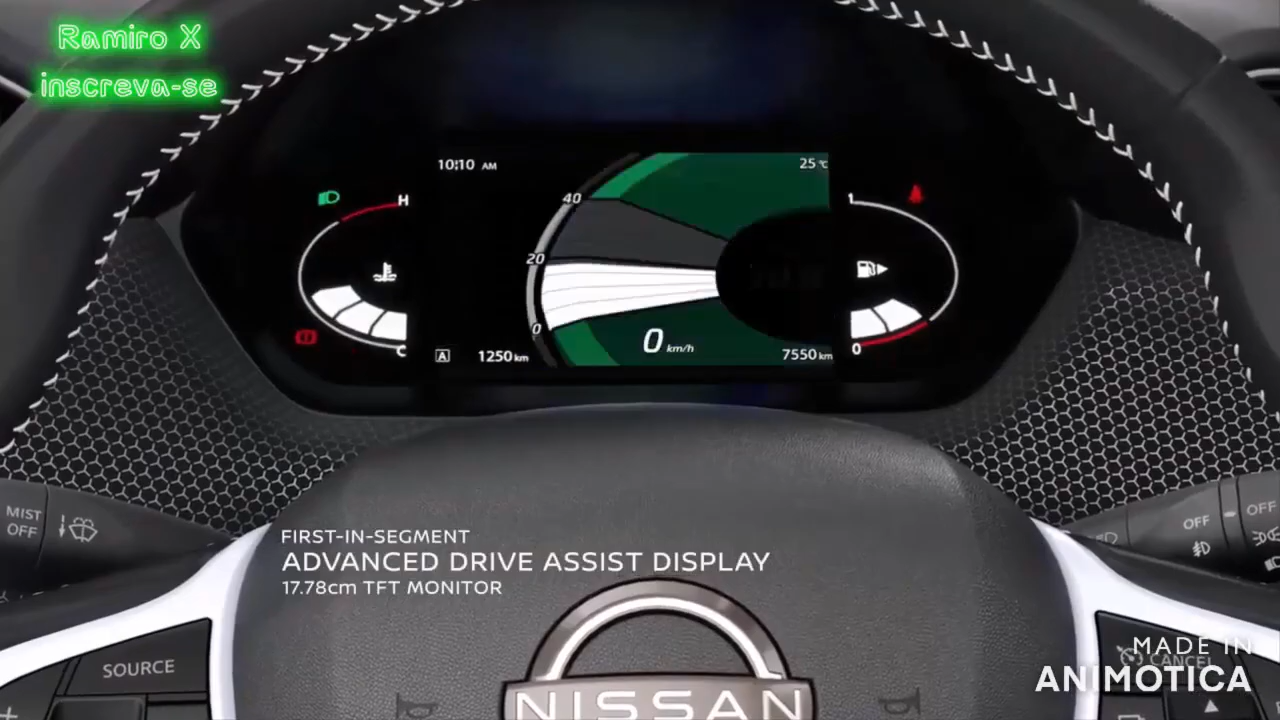 Ramiro X
inscreva-se
10:10 AM
25 °C
40
H
1
20
0
0 km/h
A
1250 km
7550 km
C
0
MIST
OFF
OFF
OFF
FIRST-IN-SEGMENT
ADVANCED DRIVE ASSIST DISPLAY
17.78cm TFT MONITOR
SOURCE
CANCEL
MADE IN
ANIMOTICA
NISSAN